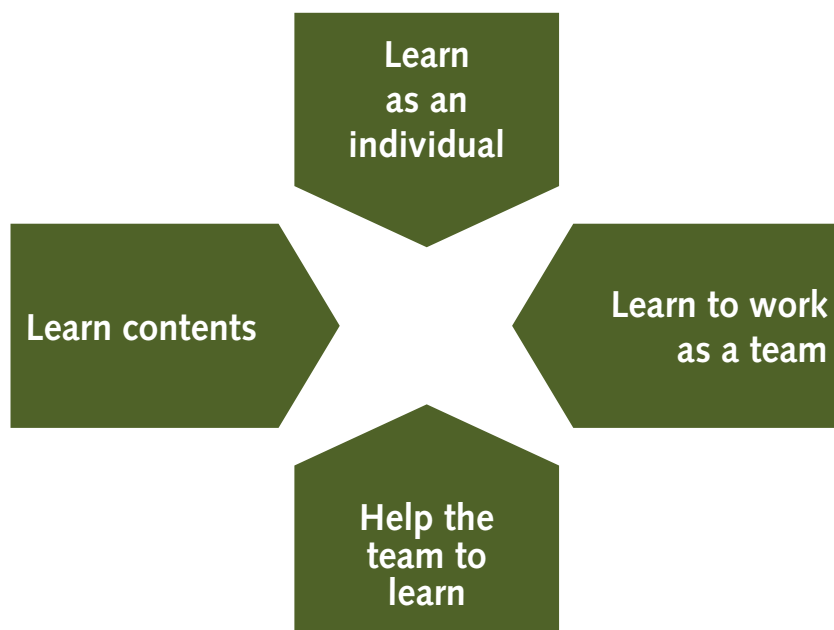 Learn
as an
individual
Learn contents
Learn to work
as a team
Help the
team to
learn